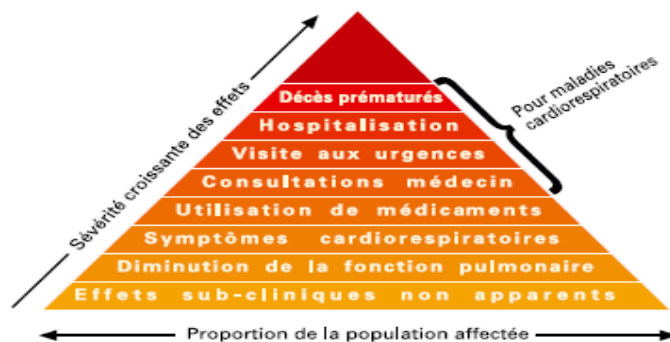 Sévérité croissante des effets
Pour maladies
cardiorespiratoires
Décès prématurés
Hospitalisation
Visite aux urgences
Consultations médecin
Utilisation de médicaments
Symptômes cardiorespiratoires
Diminution de la fonction pulmonaire
Effets sub-cliniques non apparents
Proportion de la population affectée